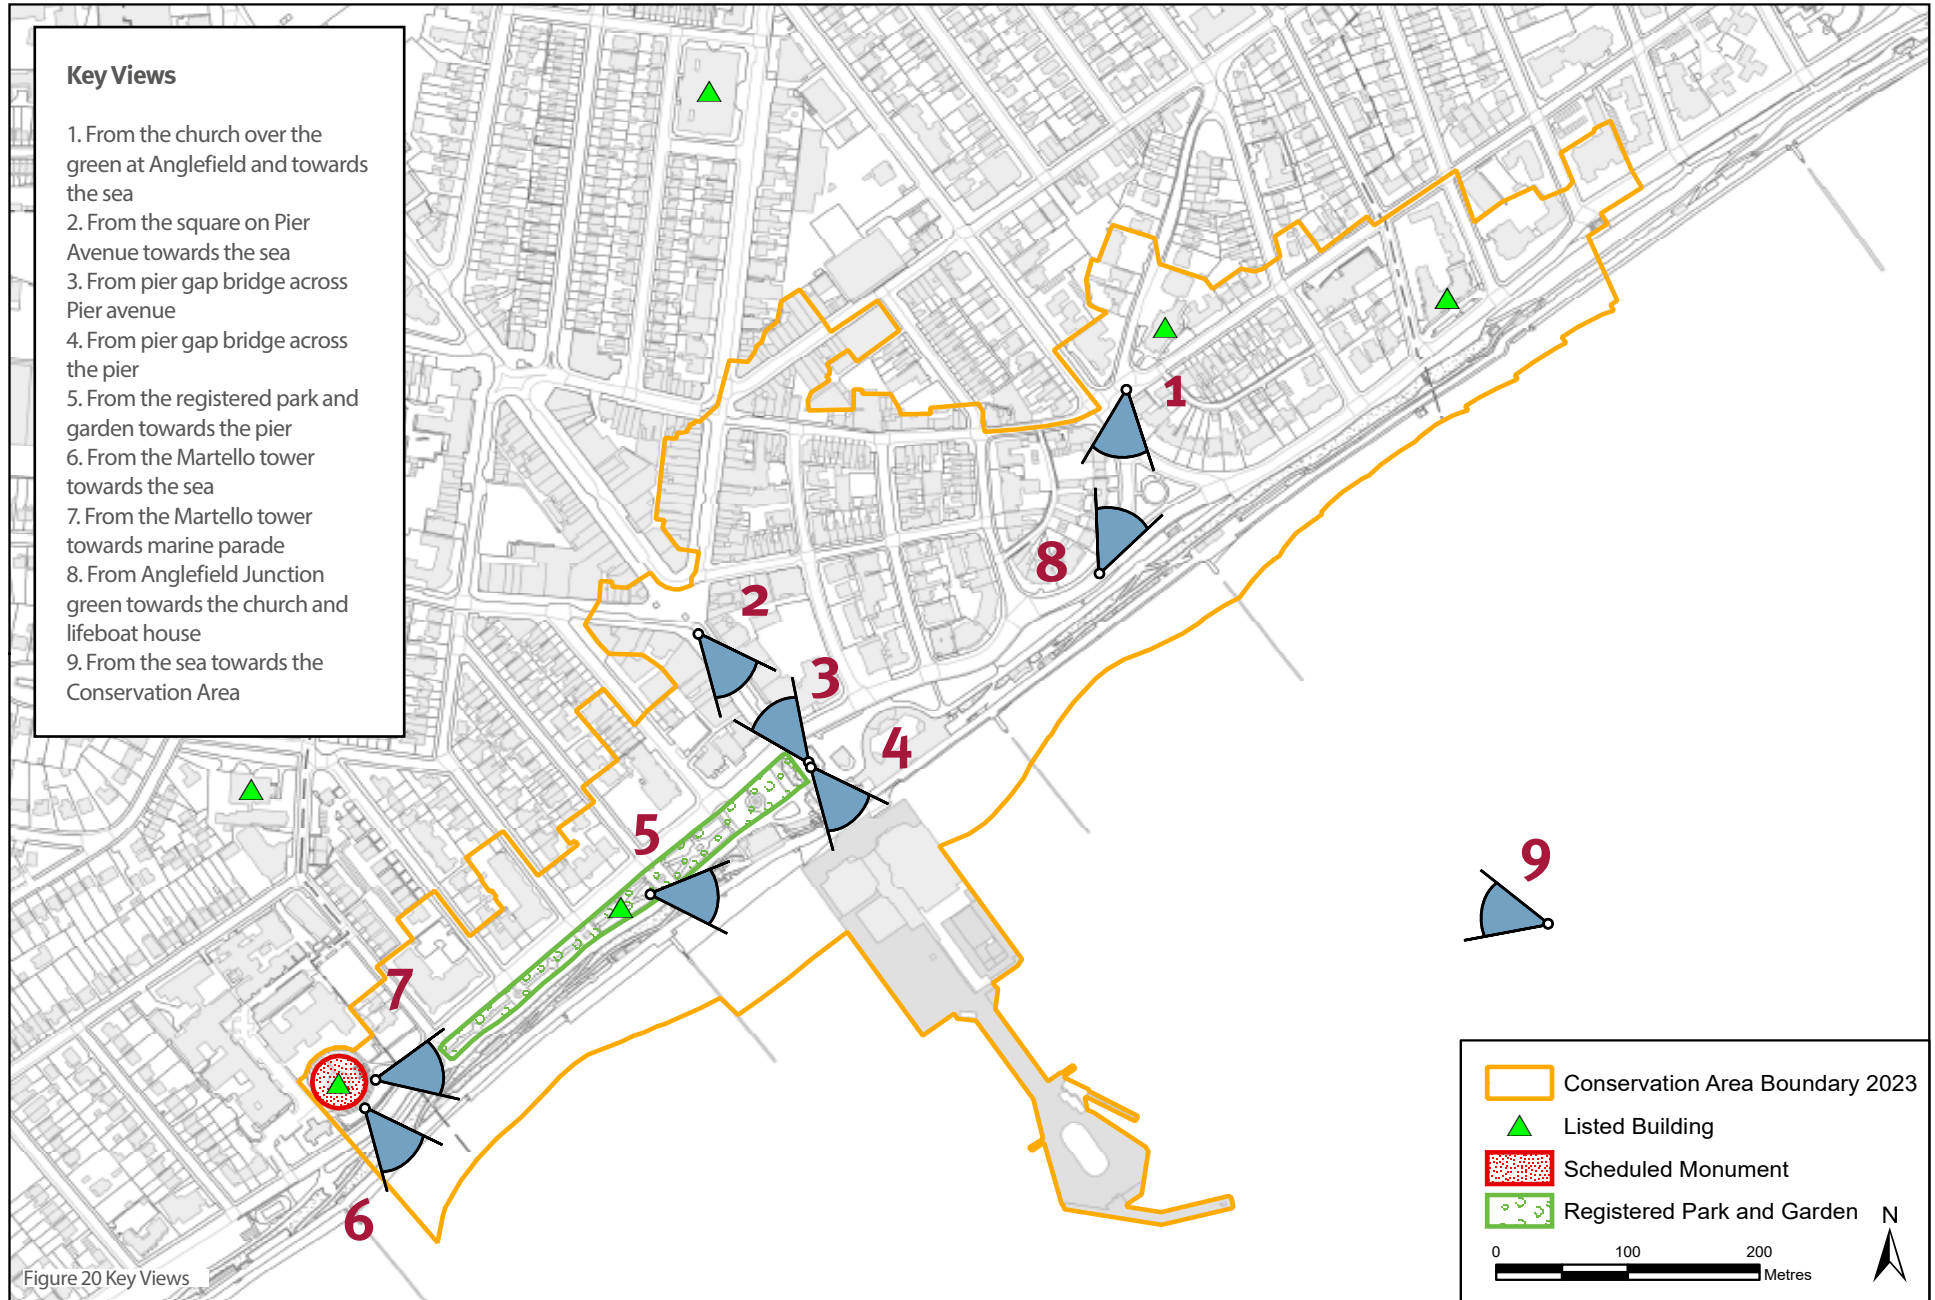 Key Views
1. From the church over the
green at Anglefield and towards
the sea
2. From the square on Pier
Avenue towards the sea
3. From pier gap bridge across
Pier avenue
4. From pier gap bridge across
the pier
5. From the registered park and
garden towards the pier
6. From the Martello tower
towards the sea
7. From the Martello tower
towards marine parade
8. From Anglefield Junction
green towards the church and
lifeboat house
9. From the sea towards the
Conservation Area
1
8
2
3
4
5
9
7
6
Conservation Area Boundary 2023
Listed Building
Scheduled Monument
Registered Park and Garden
N
0 100 200
Metres
Figure 20 Key Views